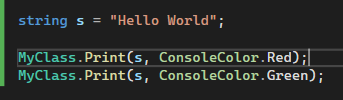 string s = "Hello World";
MyClass.Print(s, ConsoleColor.Red);
MyClass.Print(s, ConsoleColor.Green);